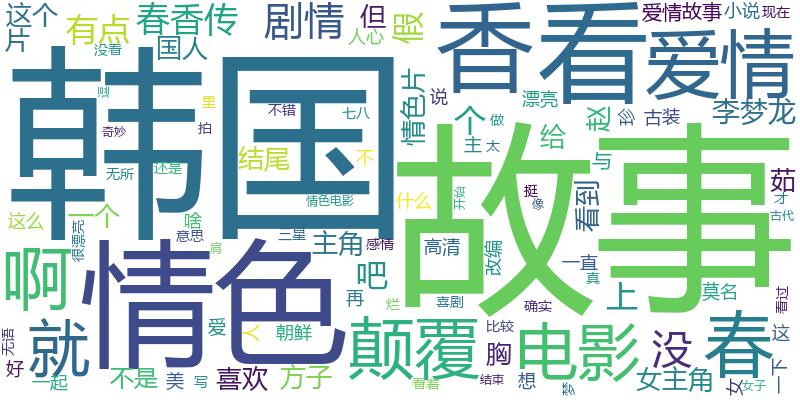 这个
片
有点
没看
春香传
国人
剧情
但
人心
假
香
看
爱情故事
小说
现在
爱情
韩国
混
奇妙
里
拍
不错
七八
结尾
不
无所
还是
情色电影
情色片
说
漂亮
个
主
做
太
给
赵
纱
古装
李梦龙
与
茹
才
古代
看到
挺
像
开始
什么
故事
这么
一个
很漂亮
啥
意思
肩
三星
主角
感情
高清
改编
一直
真
上
莫名
看过
啊
情色
吧
再
烂
喜剧
确实
无语
好
就
爱
人
朝鲜
颠覆
比较
胸
电影
没
春
这
一下
一起
不是
美
写
喜欢
方子
看着
结束
想
梦
女主角
女
女子